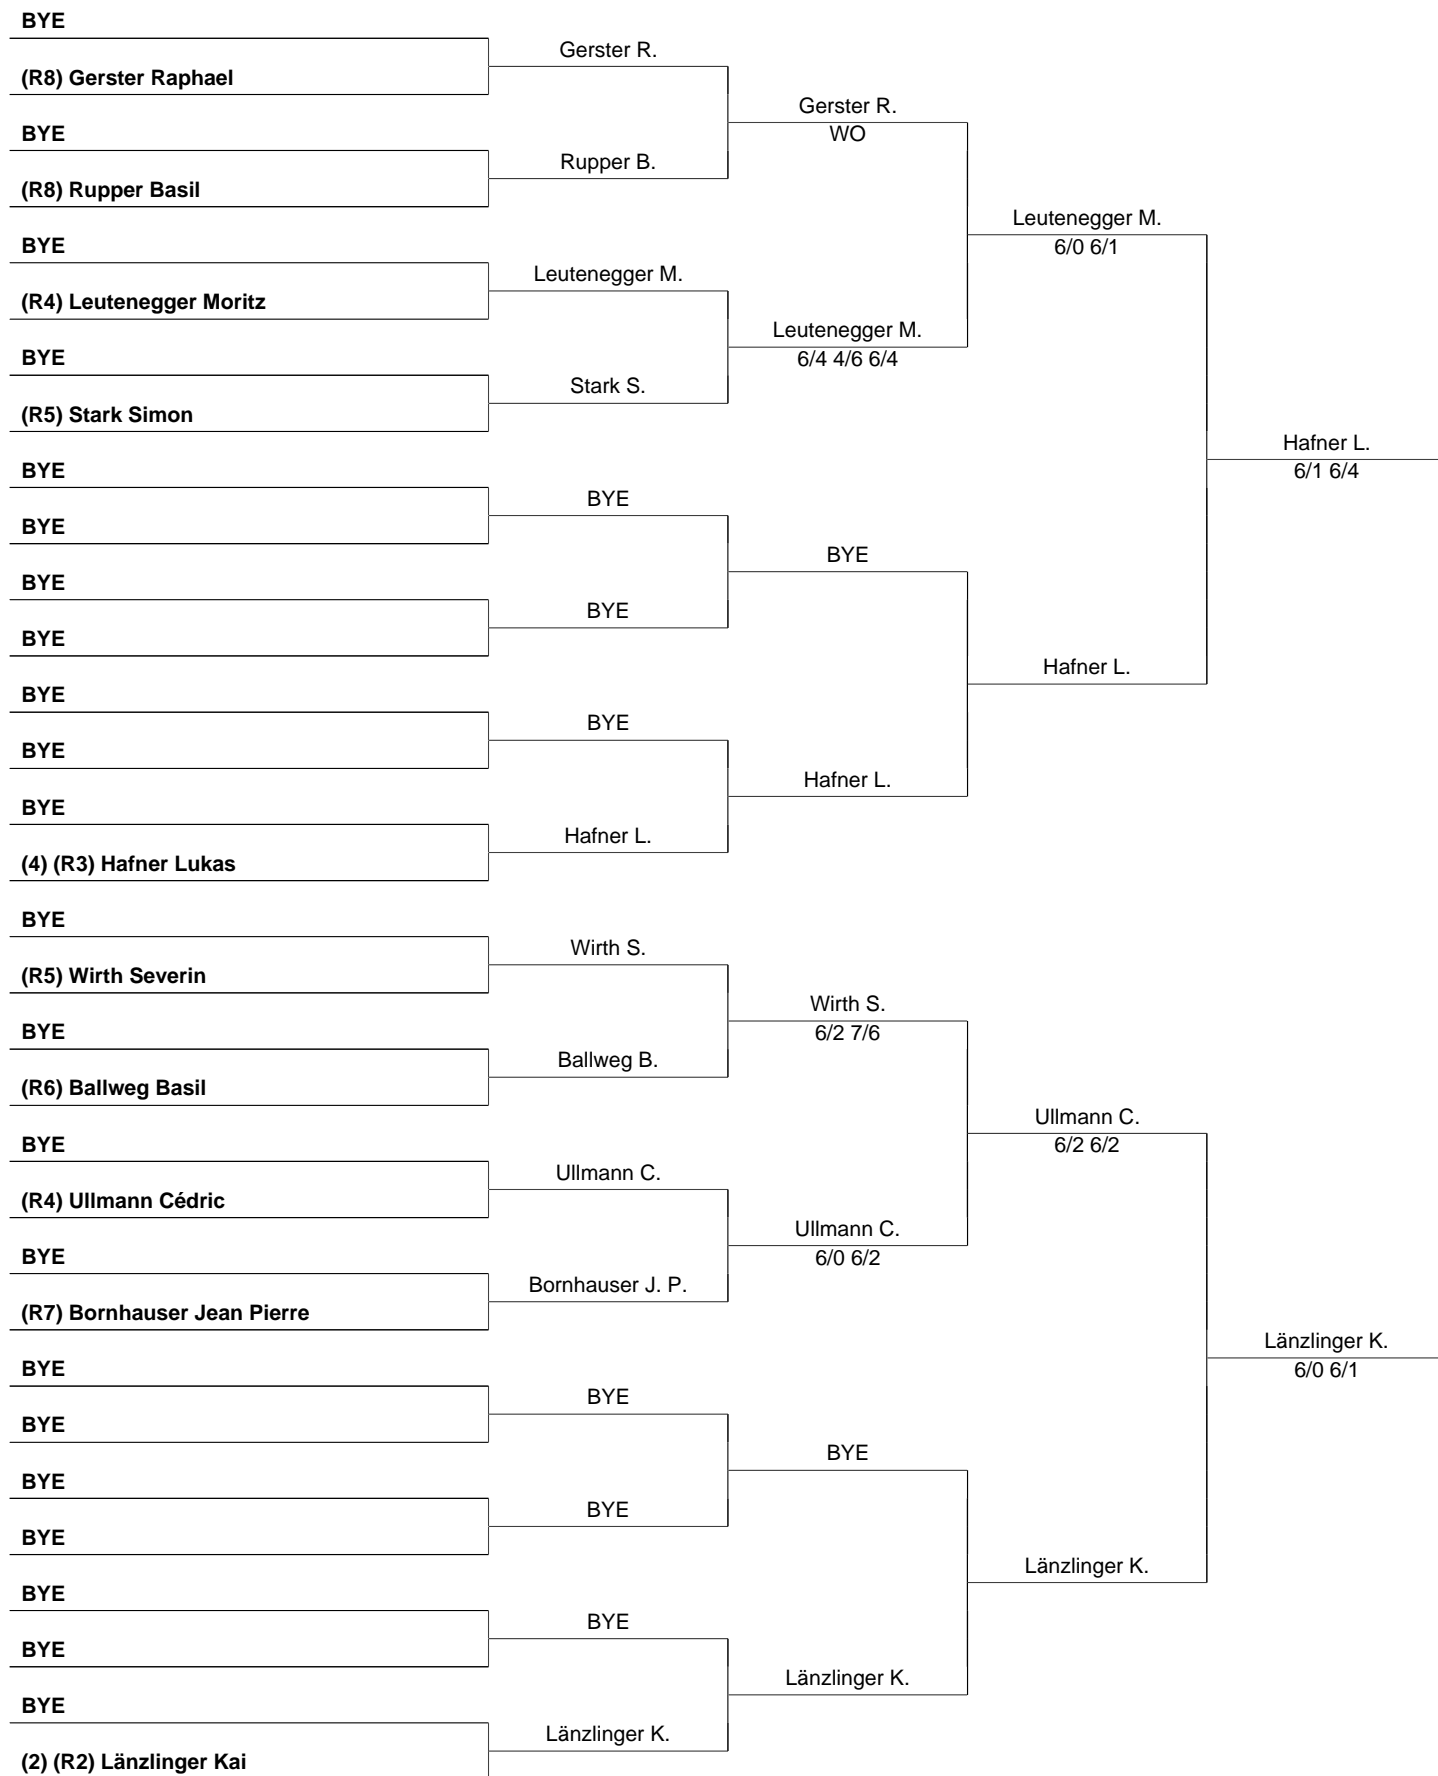 BYE
Gerster R.
(R8) Gerster Raphael
Gerster R.
WO
BYE
Rupper B.
(R8) Rupper Basil
Leutenegger M.
6/0 6/1
BYE
Leutenegger M.
(R4) Leutenegger Moritz
Leutenegger M.
6/4 4/6 6/4
BYE
Stark S.
(R5) Stark Simon
Hafner L.
6/1 6/4
BYE
BYE
BYE
BYE
BYE
BYE
BYE
Hafner L.
BYE
BYE
BYE
Hafner L.
BYE
Hafner L.
(4) (R3) Hafner Lukas
BYE
Wirth S.
(R5) Wirth Severin
Wirth S.
6/2 7/6
BYE
Ballweg B.
(R6) Ballweg Basil
Ullmann C.
6/2 6/2
BYE
Ullmann C.
(R4) Ullmann Cédric
Ullmann C.
6/0 6/2
BYE
Bornhauser J. P.
(R7) Bornhauser Jean Pierre
Länzlinger K.
6/0 6/1
BYE
BYE
BYE
BYE
BYE
BYE
BYE
Länzlinger K.
BYE
BYE
BYE
Länzlinger K.
BYE
Länzlinger K.
(2) (R2) Länzlinger Kai